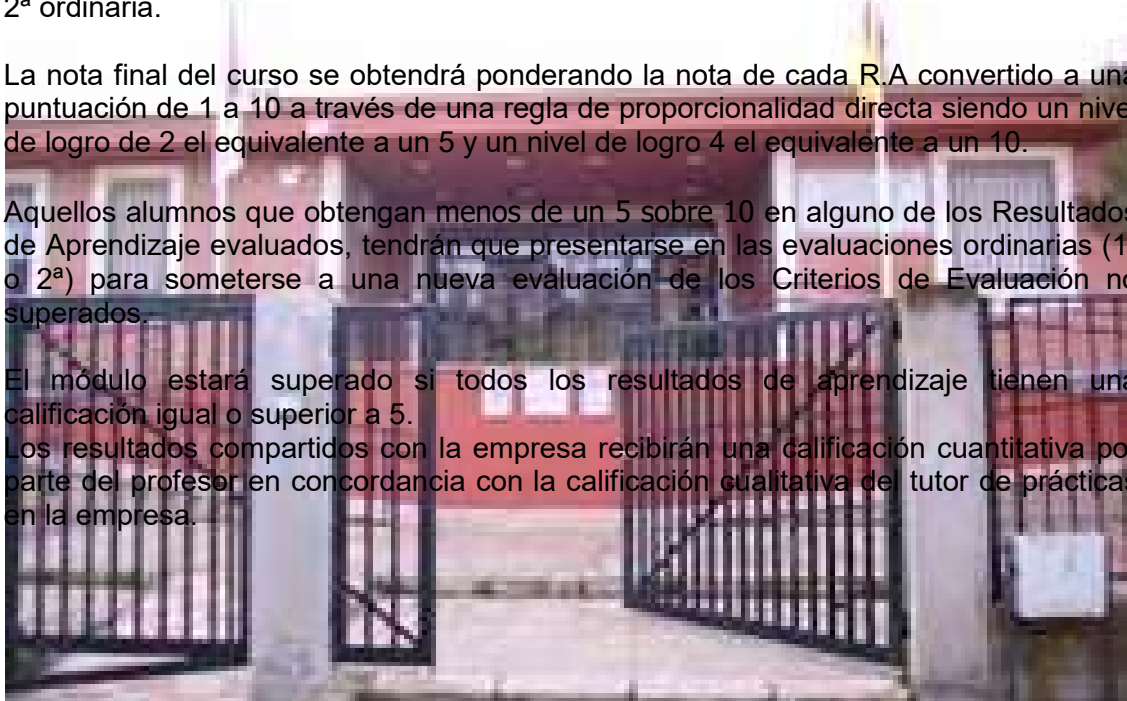 2ª ordinaria.
La nota final del curso se obtendrá ponderando la nota de cada R.A convertido a una
puntuación de 1 a 10 a través de una regla de proporcionalidad directa siendo un nive
de logro de 2 el equivalente a un 5 y un nivel de logro 4 el equivalente a un 10.
Aquellos alumnos que obtengan menos de un 5 sobre 10 en alguno de los Resultados
de Aprendizaje evaluados, tendrán que presentarse en las evaluaciones ordinarias (1
o 2ª) para someterse a una nueva evaluación de los Criterios de Evaluación no
superados.
El módulo estará superado si todos los resultados de aprendizaje tienen una
calificación igual o superior a 5.
Los resultados compartidos con la empresa recibirán una calificación cuantitativa po
parte del profesor en concordancia con la calificación cualitativa del tutor de prácticas
en la empresa.